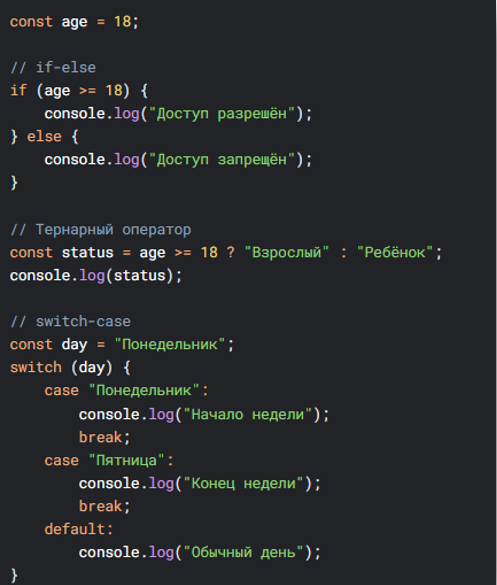 const age = 18;
// if-else
if (age >= 18) {
    console.log("Доступ разрешён");
} else {
    console.log("Доступ запрещён");
}
// Тернарный оператор
const status = age >= 18 ? "Взрослый" : "Ребёнок";
console.log(status);
// switch-case
const day = "Понедельник";
switch (day) {
    case "Понедельник":
        console.log("Начало недели");
        break;
    case "Пятница":
        console.log("Конец недели");
        break;
    default:
        console.log("Обычный день");
}